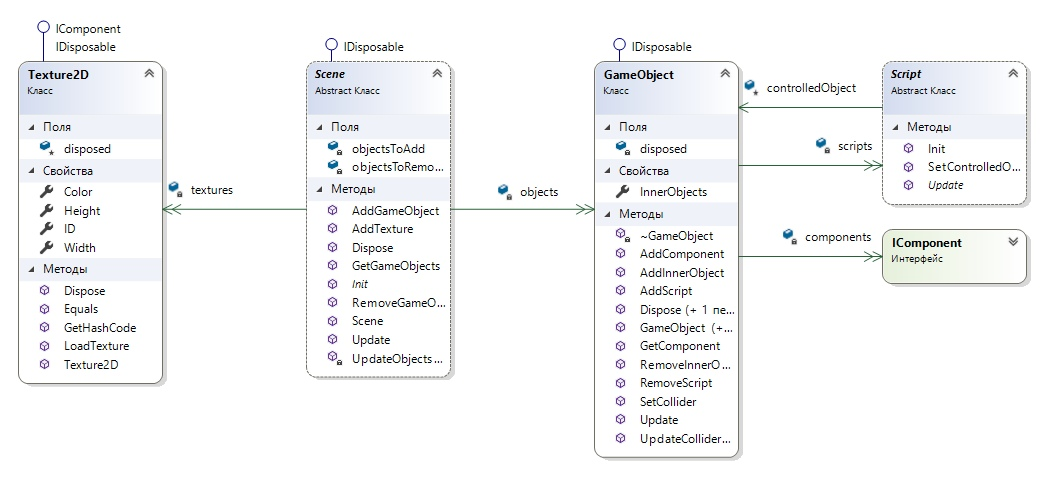 IComponent
IDisposable
Texture2D
Класс
Поля
disposed
Свойства
Color
Height
ID
Width
Методы
Dispose
Equals
GetHashCode
LoadTexture
Texture2D
textures
IDisposable
Scene
Abstract Класс
Поля
objectsToAdd
objectsToRemo...
Методы
AddGameObject
AddTexture
Dispose
GetGameObjects
Init
RemoveGameO...
Scene
Update
UpdateObjects...
objects
IDisposable
GameObject
Класс
Поля
disposed
Свойства
InnerObjects
Методы
~GameObject
AddComponent
AddInnerObject
AddScript
Dispose (+ 1 пе...
GameObject (+...
GetComponent
RemoveInnerO...
RemoveScript
SetCollider
Update
UpdateCollider...
controlledObject
scripts
components
Script
Abstract Класс
Методы
Init
SetControlledO...
Update
IComponent
Интерфейс